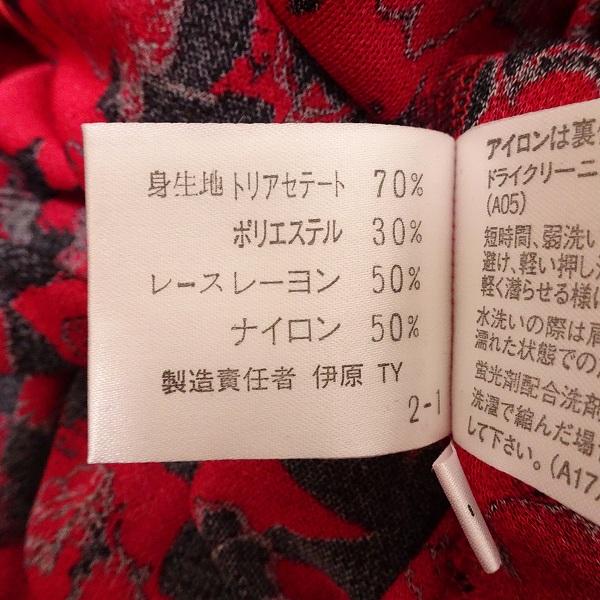 身生地 トリアセテート 70%
ポリエステル 30%
レース レーヨン 50%
ナイロン 50%
製造責任者 伊原 TY
2-1
アイロンは裏
ドライクリーニ
(A05)
短時間、弱洗い
避け、軽い押し
軽く潜らせる様に
水洗いの際は肩
濡れた状態での
蛍光剤配合洗剤
洗濯で縮んだ場
して下さい。(A17)